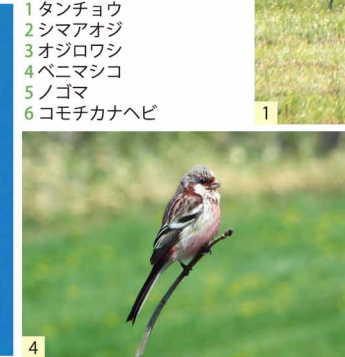 1 タンチョウ
2 シマアオジ
3 オジロワシ
4 ベニマシコ
5 ノゴマ
6 コモチカナヘビ
1
4